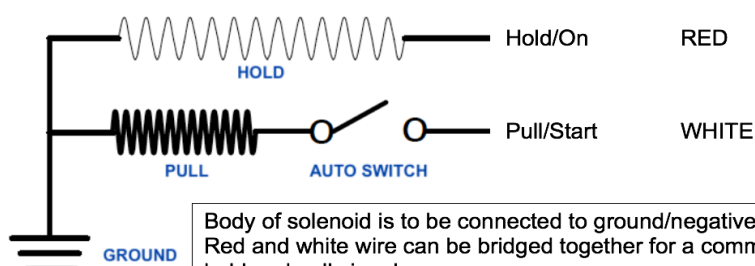 Hold/On RED
HOLD
Pull/Start WHITE
PULL AUTO SWITCH
Body of solenoid is to be connected to ground/negative
Red and white wire can be bridged together for a comm
GROUND